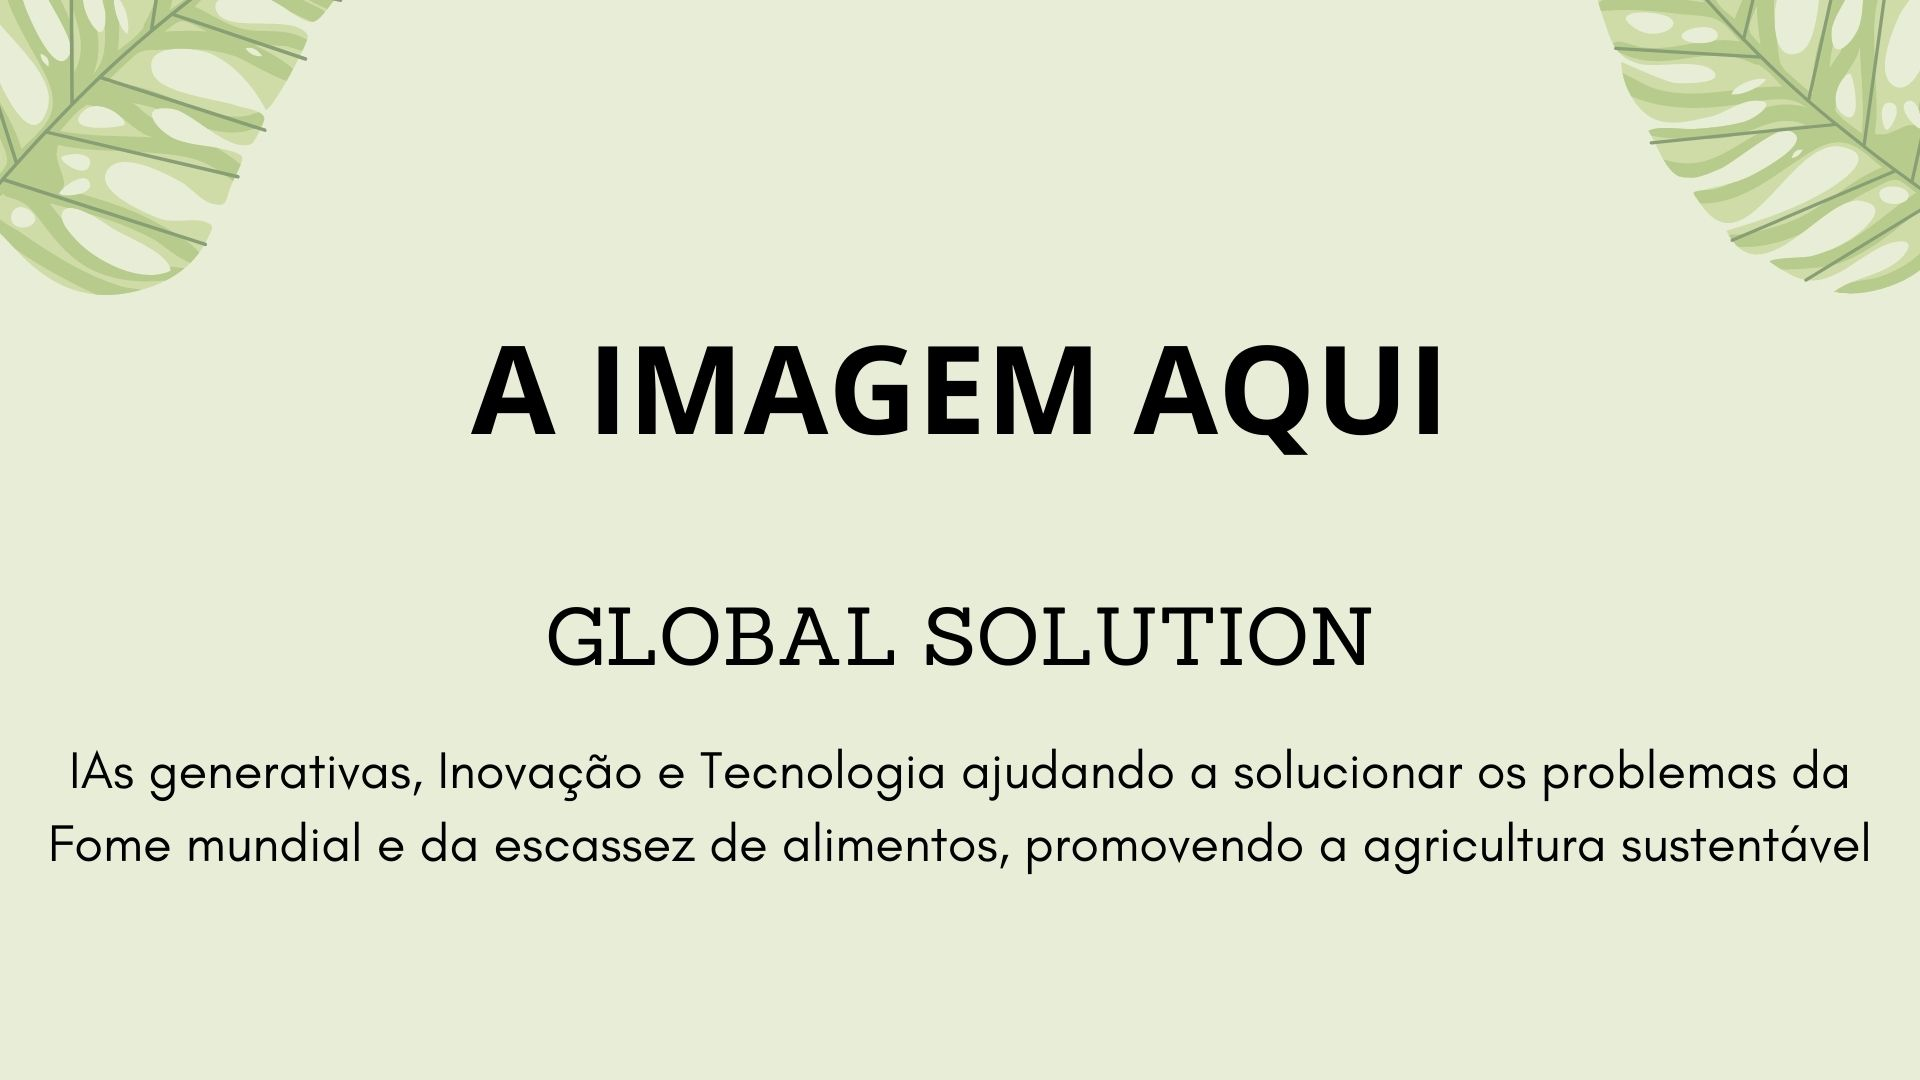 A IMAGEM AQUI
GLOBAL SOLUTION
IAs generativas, Inovação e Tecnologia ajudando a solucionar os problemas da
Fome mundial e da escassez de alimentos, promovendo a agricultura sustentável